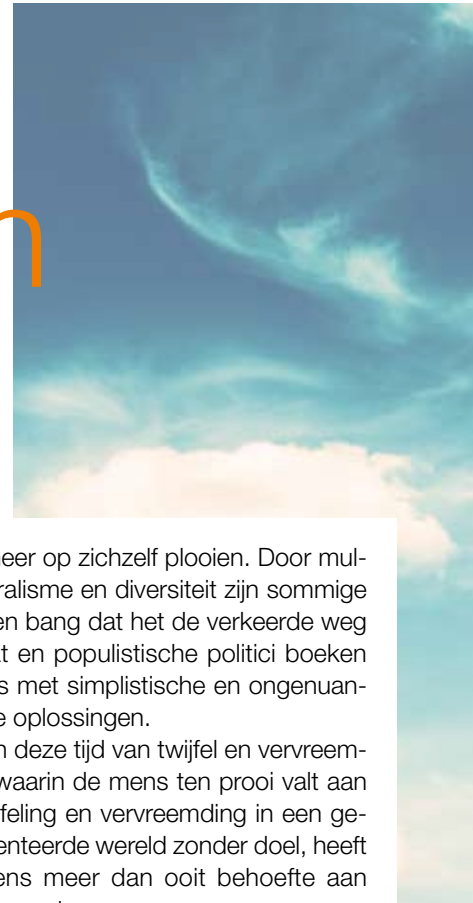 n
eer op zichzelf plooien. Door mul-
ralisme en diversiteit zijn sommige
en bang dat het de verkeerde weg
t en populistische politici boeken
s met simplistische en ongenuan-
e oplossingen.
n deze tijd van twijfel en vervreem-
waarin de mens ten prooi valt aan
feling en vervreemding in een ge-
enteerde wereld zonder doel, heeft
ens meer dan ooit behoefte aan